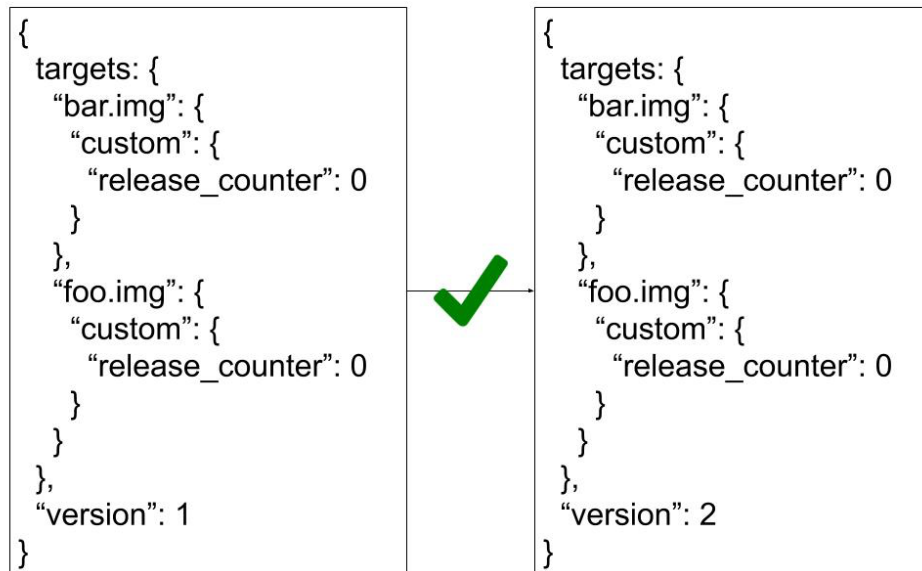 {
targets: {
“bar.img”: {
“custom”: {
“release_counter”: 0
}
},
“foo.img”: {
“custom”: {
“release_counter”: 0
}
}
},
“version”: 1
}
{
targets: {
“bar.img”: {
“custom”: {
“release_counter”: 0
}
},
“foo.img”: {
“custom”: {
“release_counter”: 0
}
}
},
“version”: 2
}